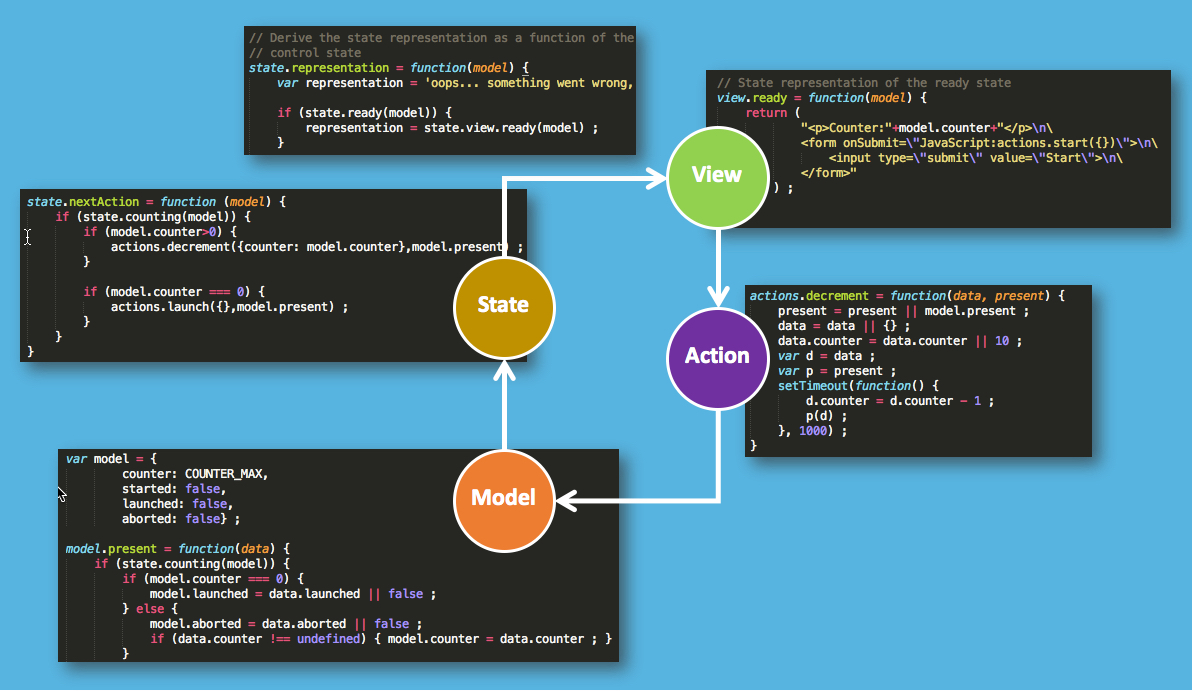 // Derive the state representation as a function of the
// control state
state.representation = function(model) {
    var representation = 'oops... something went wrong,

    if (state.ready(model)) {
        representation = state.view.ready(model) ;
    }
// State representation of the ready state
view.ready = function(model) {
    return (
            "<p>Counter:"+model.counter+"</p>\n\
            <form onSubmit=\"JavaScript:actions.start({})\">\n\
                <input type=\"submit\" value=\"Start\">\n\
            </form>"
        ) ;
View
state.nextAction = function (model) {
    if (state.counting(model)) {
        if (model.counter>0) {
            actions.decrement({counter: model.counter},model.present) ;
        }

        if (model.counter === 0) {
            actions.launch({},model.present) ;
        }
    }
}
State
actions.decrement = function(data, present) {
    present = present || model.present ;
    data = data || {} ;
    data.counter = data.counter || 10 ;
    var d = data ;
    var p = present ;
    setTimeout(function() {
        d.counter = d.counter - 1 ;
        p(d) ;
    }, 1000) ;
}
Action
var model = {
        counter: COUNTER_MAX,
        started: false,
        launched: false,
        aborted: false} ;

model.present = function(data) {
    if (state.counting(model)) {
        if (model.counter === 0) {
            model.launched = data.launched || false ;
        } else {
            model.aborted = data.aborted || false ;
            if (data.counter !== undefined) { model.counter = data.counter ; }
        }
Model